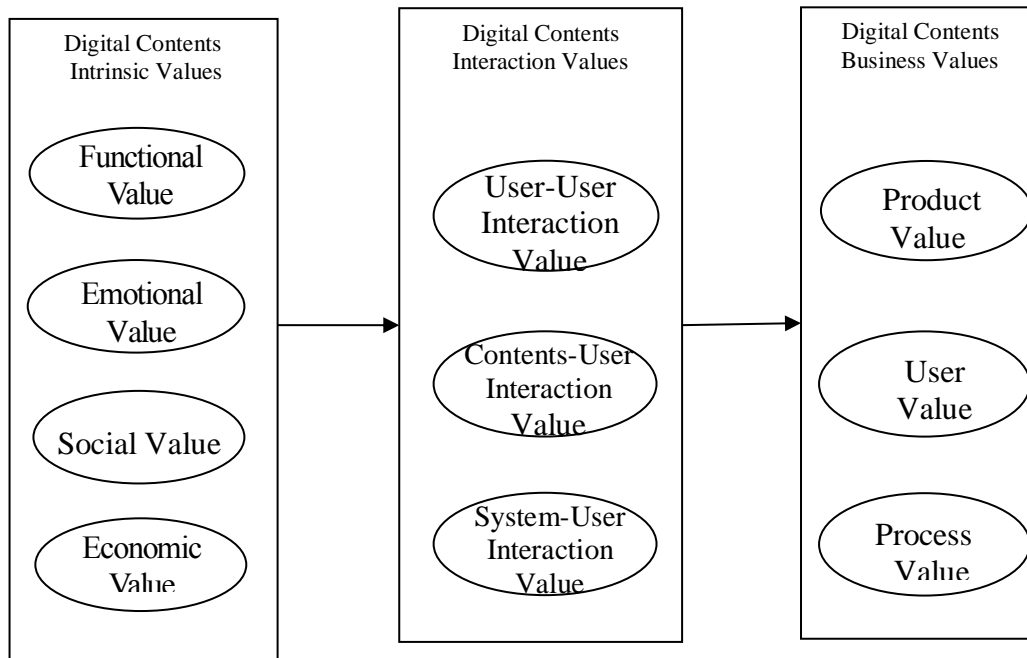 Digital Contents
Intrinsic Values
Functional
Value
Emotional
Value
Social Value
Economic
Value
Digital Contents
Interaction Values
User-User
Interaction
Value
Contents-User
Interaction
Value
System-User
Interaction
Value
Digital Contents
Business Values
Product
Value
User
Value
Process
Value